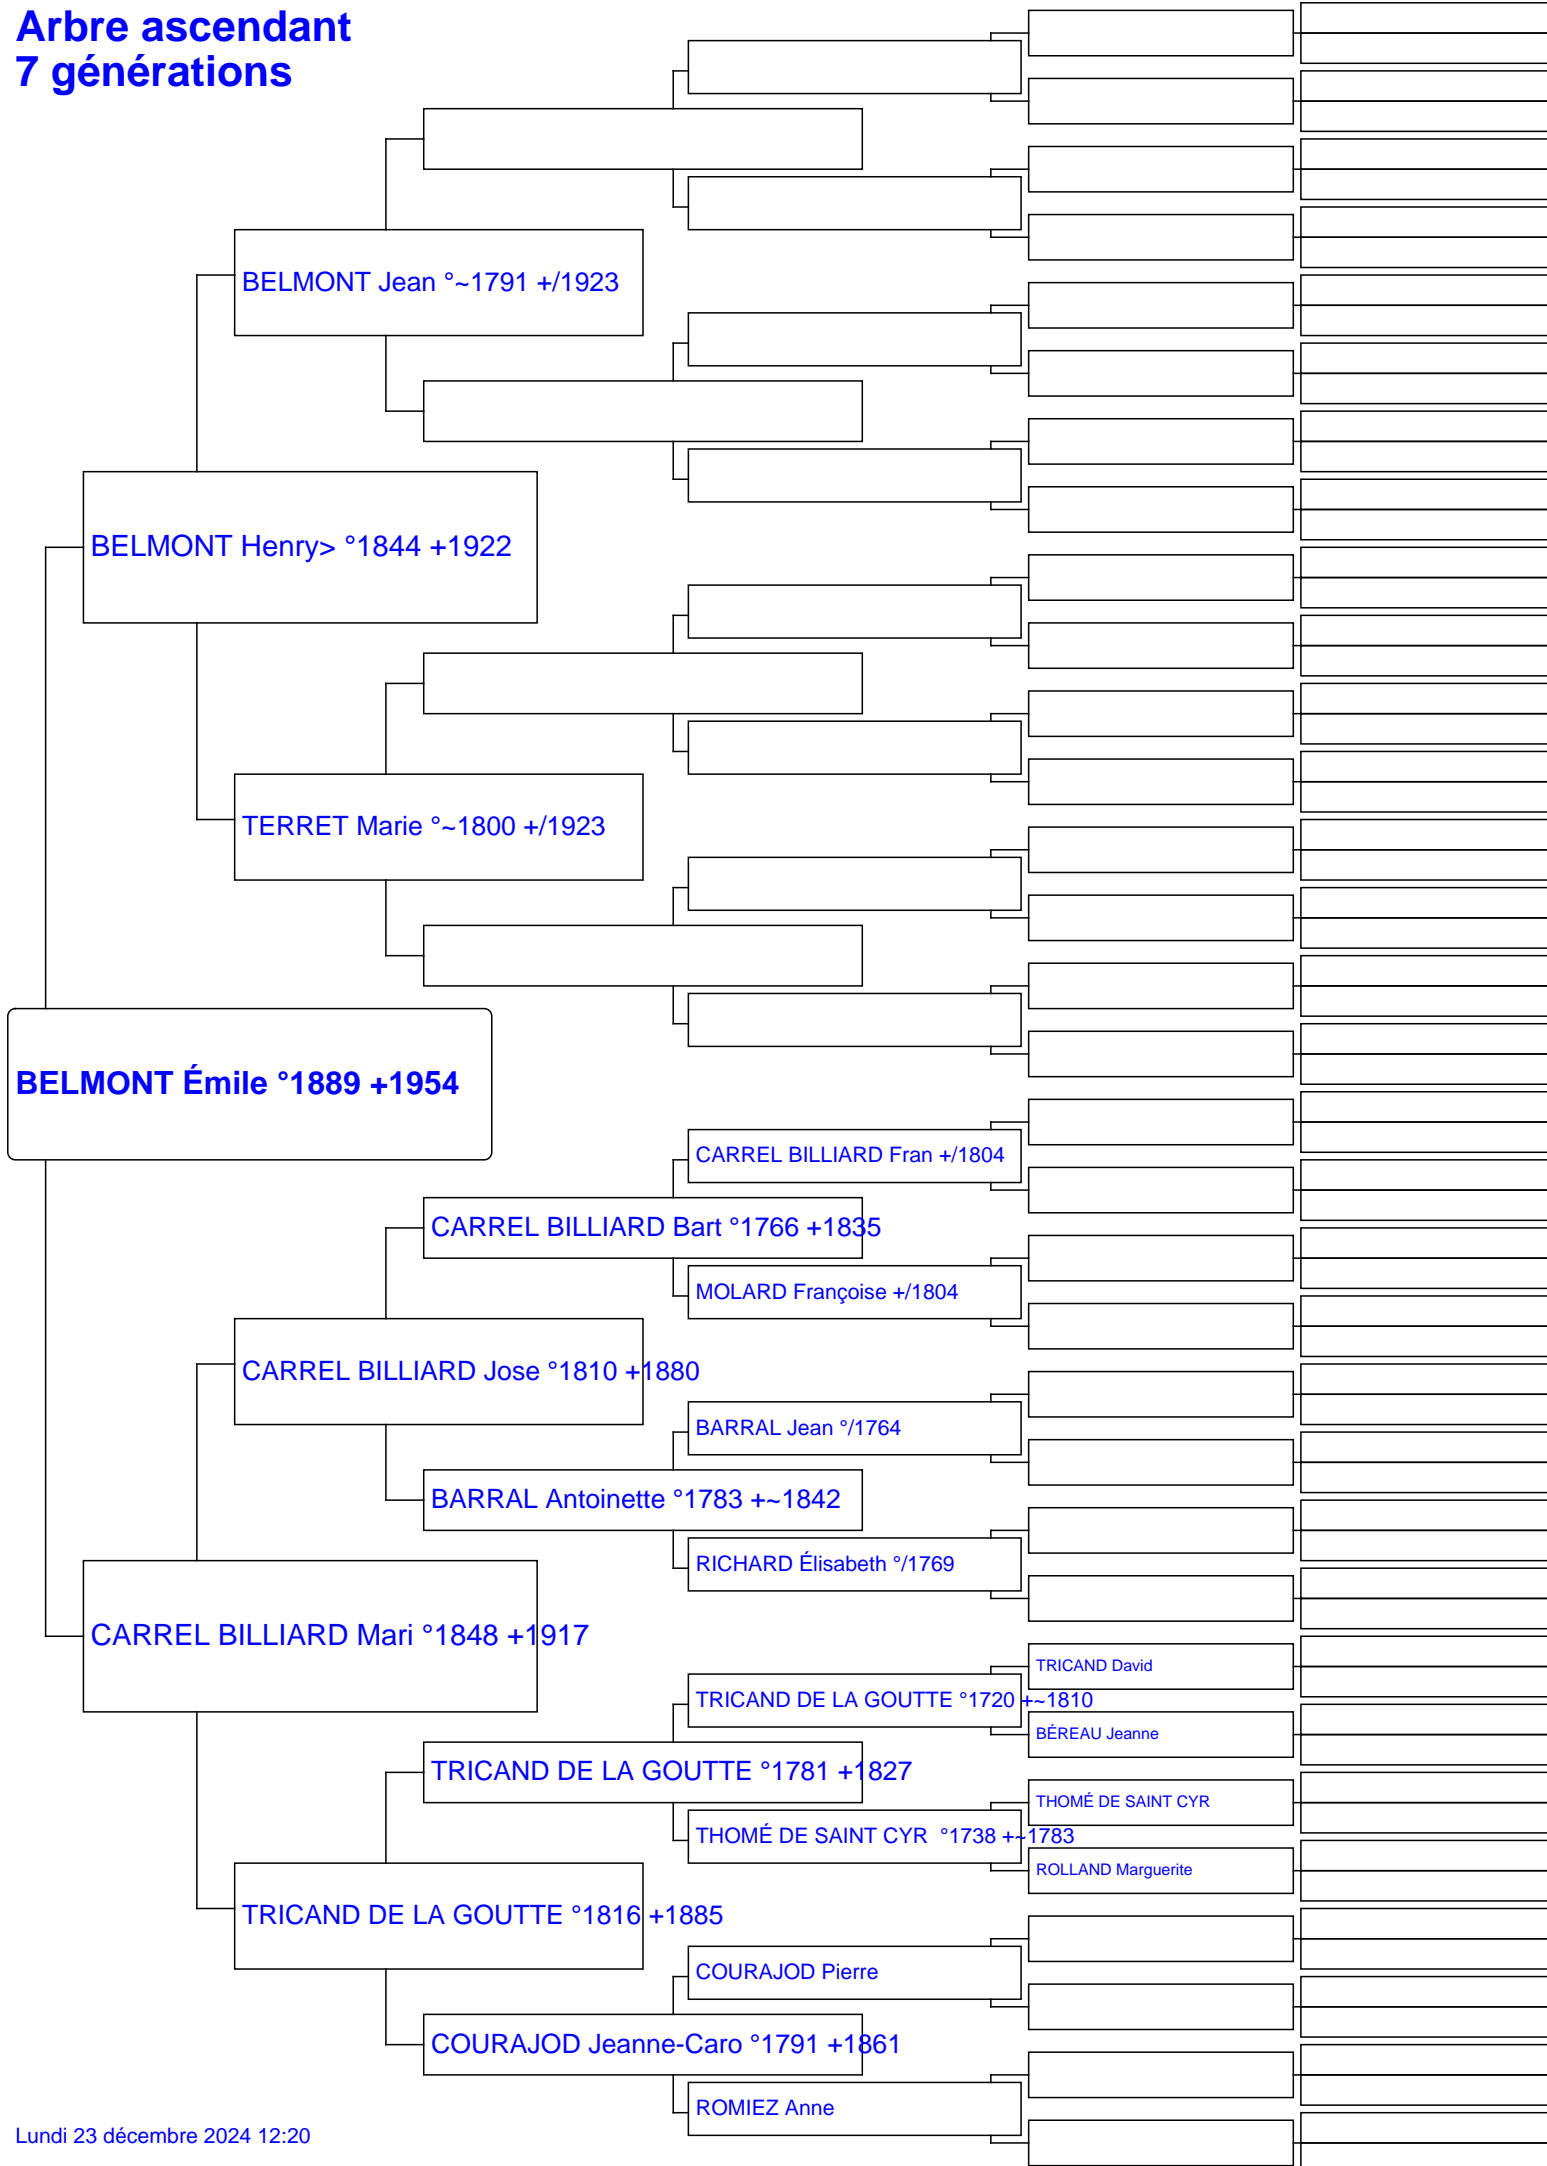 Arbre ascendant
7 générations
BELMONT Jean °~1791 +/1923
BELMONT Henry> °1844 +1922
TERRET Marie °~1800 +/1923
BELMONT Émile °1889 +1954
CARREL BILLIARD Fran +/1804
CARREL BILLIARD Bart °1766 +1835
MOLARD Françoise +/1804
CARREL BILLIARD Jose °1810 +1880
BARRAL Jean °/1764
BARRAL Antoinette °1783 +~1842
RICHARD Élisabeth °/1769
CARREL BILLIARD Mari °1848 +1917
TRICAND David
TRICAND DE LA GOUTTE °1720 +~1810
BÉREAU Jeanne
TRICAND DE LA GOUTTE °1781 +1827
THOMÉ DE SAINT CYR
THOMÉ DE SAINT CYR  °1738 +~1783
ROLLAND Marguerite
TRICAND DE LA GOUTTE °1816 +1885
COURAJOD Pierre
COURAJOD Jeanne-Caro °1791 +1861
ROMIEZ Anne
Lundi 23 décembre 2024 12:20